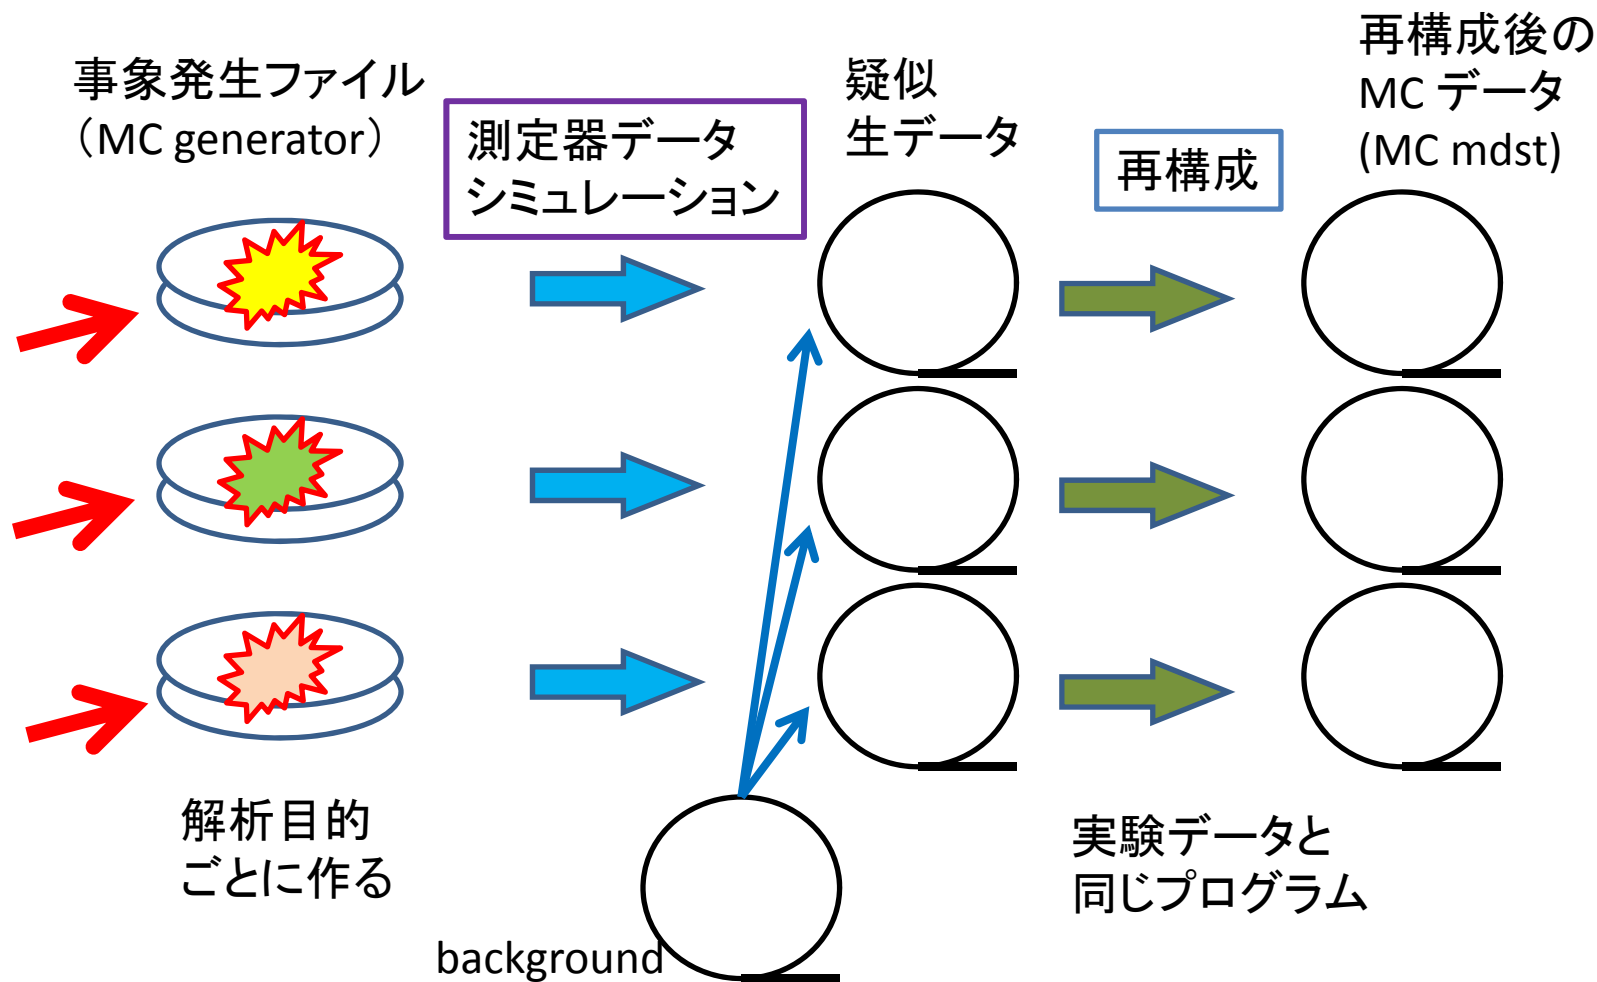 事象発生ファイル
（MC generator）
測定器データ
シミュレーション
疑似
生データ
再構成
再構成後の
MC データ
(MC mdst)
解析目的
ごとに作る
background
実験データと
同じプログラム